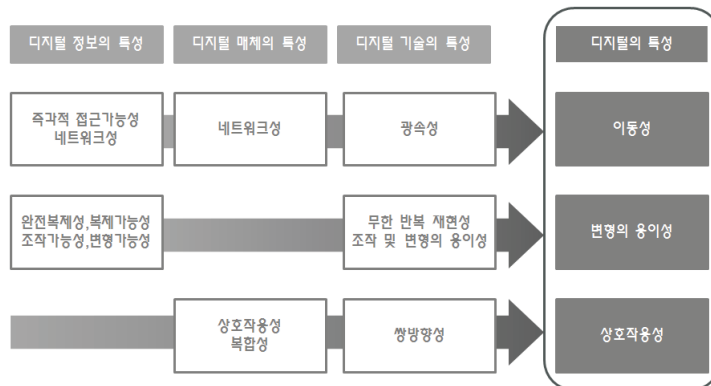 디지털 정보의 특성
디지털 매체의 특성
디지털 기술의 특성
디지털의 특성
즉각적 접근가능성
네트워크성
네트워크성
광속성
이동성
완전복제성,복제가능성
조작가능성,변형가능성
무한 반복 재현성
조작 및 변형의 용이성
변형의 용이성
상호작용성
복합성
쌍방향성
상호작용성